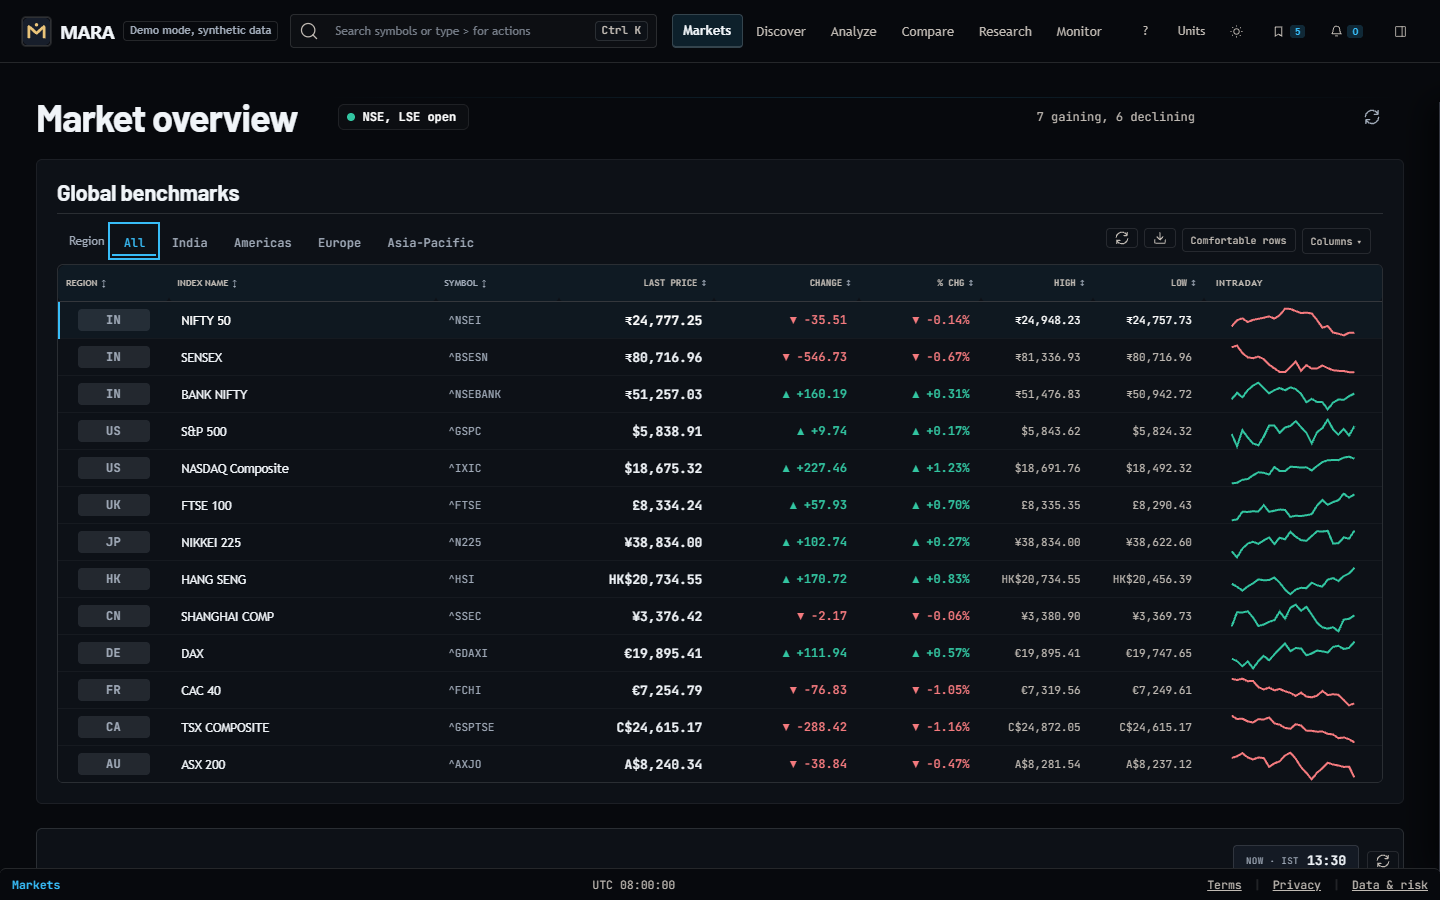 MARA Demo mode, synthetic data Search symbols or type > for actions Ctrl K Markets Discover Analyze Compare Research Monitor ? Units 5 0
Market overview NSE, LSE open 7 gaining, 6 declining
Global benchmarks
Region All India Americas Europe Asia-Pacific Comfortable rows Columns ▾
REGION ↕ INDEX NAME ↕ SYMBOL ↕ LAST PRICE ↕ CHANGE ↕ % CHG ↕ HIGH ↕ LOW ↕ INTRADAY
IN NIFTY 50 ^NSEI ₹24,777.25 ▼ -35.51 ▼ -0.14% ₹24,948.23 ₹24,757.73
IN SENSEX ^BSESN ₹80,716.96 ▼ -546.73 ▼ -0.67% ₹81,336.93 ₹80,716.96
IN BANK NIFTY ^NSEBANK ₹51,257.03 ▲ +160.19 ▲ +0.31% ₹51,476.83 ₹50,942.72
US S&P 500 ^GSPC $5,838.91 ▲ +9.74 ▲ +0.17% $5,843.62 $5,824.32
US NASDAQ Composite ^IXIC $18,675.32 ▲ +227.46 ▲ +1.23% $18,691.76 $18,492.32
UK FTSE 100 ^FTSE £8,334.24 ▲ +57.93 ▲ +0.70% £8,335.35 £8,290.43
JP NIKKEI 225 ^N225 ¥38,834.00 ▲ +102.74 ▲ +0.27% ¥38,834.00 ¥38,622.60
HK HANG SENG ^HSI HK$20,734.55 ▲ +170.72 ▲ +0.83% HK$20,734.55 HK$20,456.39
CN SHANGHAI COMP ^SSEC ¥3,376.42 ▼ -2.17 ▼ -0.06% ¥3,380.90 ¥3,369.73
DE DAX ^GDAXI €19,895.41 ▲ +111.94 ▲ +0.57% €19,895.41 €19,747.65
FR CAC 40 ^FCHI €7,254.79 ▼ -76.83 ▼ -1.05% €7,319.56 €7,249.61
CA TSX COMPOSITE ^GSPTSE C$24,615.17 ▼ -288.42 ▼ -1.16% C$24,872.05 C$24,615.17
AU ASX 200 ^AXJO A$8,240.34 ▼ -38.84 ▼ -0.47% A$8,281.54 A$8,237.12
NOW · IST 13:30
Markets UTC 08:00:00 Terms | Privacy | Data & risk